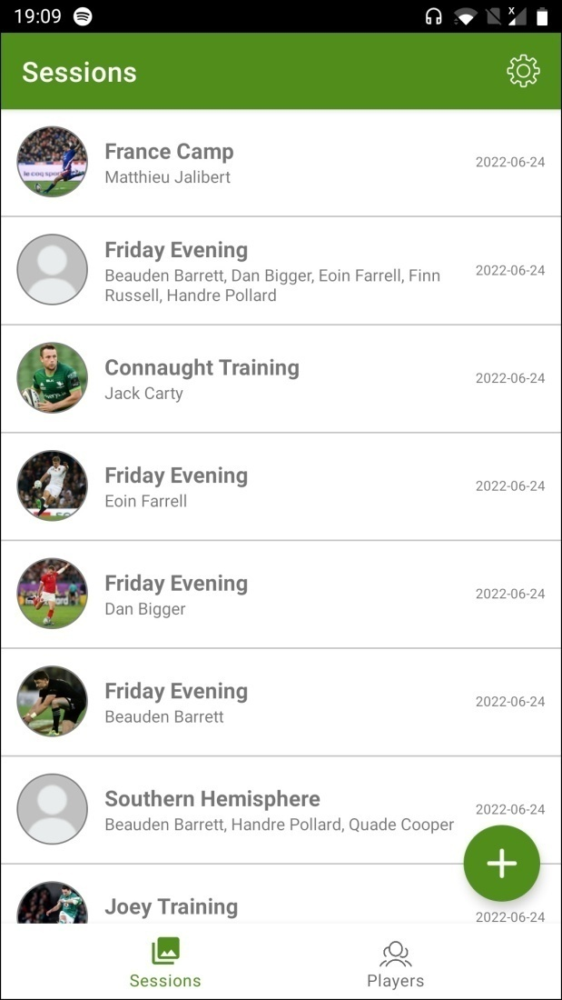 19:09
Sessions
France Camp
Matthieu Jalibert
2022-06-24
Friday Evening
Beauden Barrett, Dan Bigger, Eoin Farrell, Finn
Russell, Handre Pollard
2022-06-24
Connaught Training
Jack Carty
2022-06-24
Friday Evening
Eoin Farrell
2022-06-24
Friday Evening
Dan Bigger
2022-06-24
Friday Evening
Beauden Barrett
2022-06-24
Southern Hemisphere
Beauden Barrett, Handre Pollard, Quade Cooper
2022-06-24
Joey Training
2022-06-24
Sessions
Players